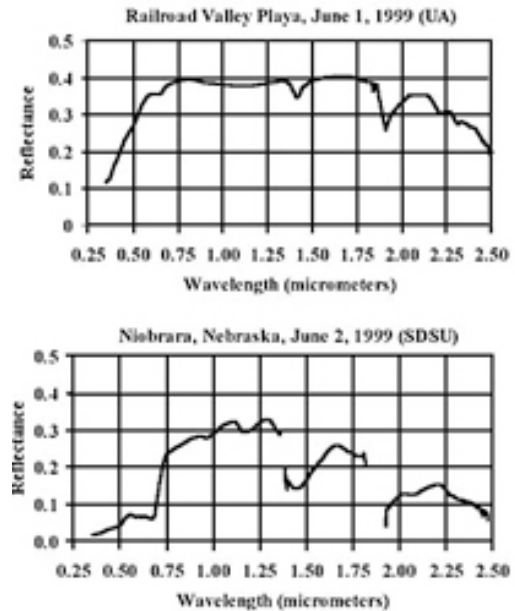 Railroad Valley Playa, June 1, 1999 (UA)
0.5
0.4
0.3
0.2
0.1
0
Reflectance
0.25 0.50 0.75 1.00 1.25 1.50 1.75 2.00 2.25 2.50
Wavelength (micrometers)
Niobrara, Nebraska, June 2, 1999 (SDSU)
0.5
0.4
0.3
0.2
0.1
0.0
Reflectance
0.25 0.50 0.75 1.00 1.25 1.50 1.75 2.00 2.25 2.50
Wavelength (micrometers)